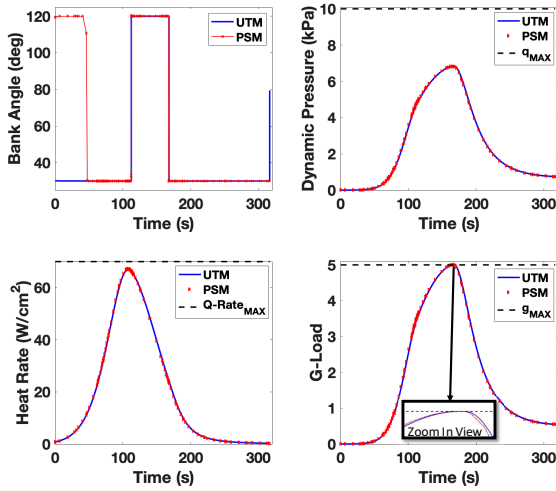 120
100
80
60
40
Bank Angle (deg)
UTM
PSM
0
100
200
300
Time (s)
10
8
6
4
2
0
Dynamic Pressure (kPa)
UTM
PSM
qMAX
0
100
200
300
Time (s)
60
40
20
0
Heat Rate (W/cm²)
UTM
PSM
Q-RateMAX
0
100
200
300
Time (s)
5
4
3
2
1
0
G-Load
UTM
PSM
gMAX
Zoom In View
0
100
200
300
Time (s)